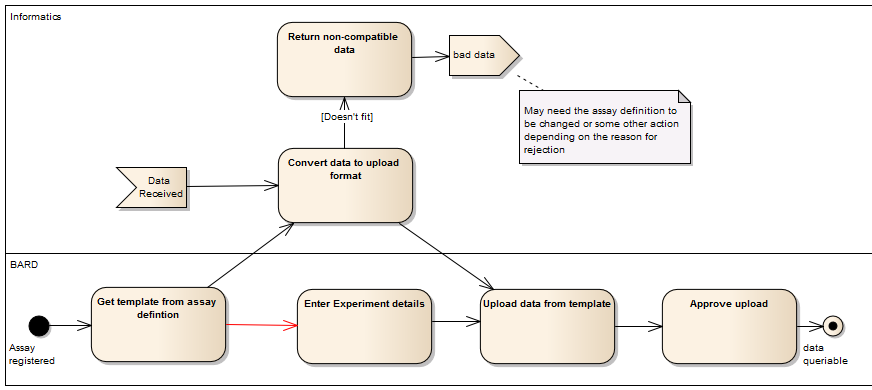 Informatics
Return non-compatible
data
bad data
May need the assay definition to
be changed or some other action
depending on the reason for
rejection
[Doesn't fit]
Convert data to upload
format
Data
Received
BARD
Get template from assay
defintion
Enter Experiment details
Upload data from template
Approve upload
Assay
registered
data
queriable